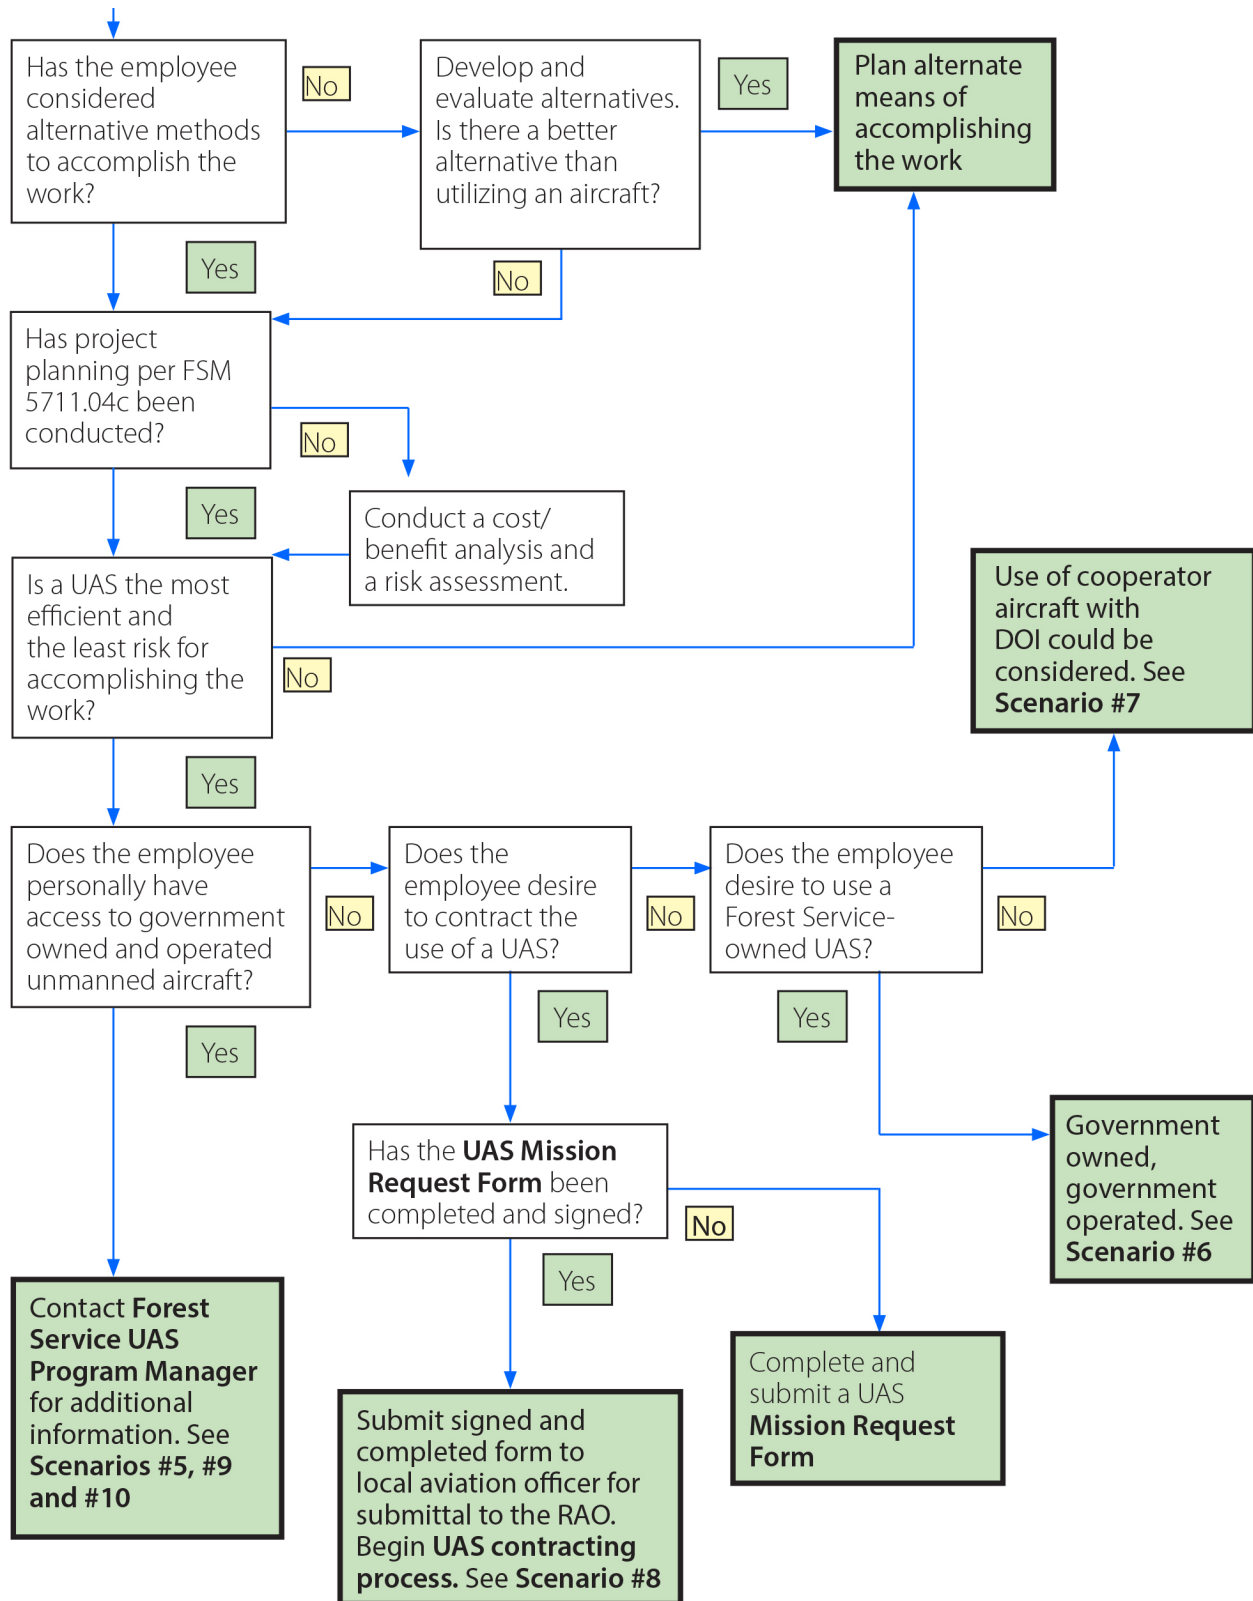 Has the employee
considered
alternative methods
to accomplish the
work?
No
Develop and
evaluate alternatives.
Is there a better
alternative than
utilizing an aircraft?
Yes
Plan alternate
means of
accomplishing
the work
Yes
No
Has project
planning per FSM
5711.04c been
conducted?
No
Yes
Conduct a cost/
benefit analysis and
a risk assessment.
Is a UAS the most
efficient and
the least risk for
accomplishing the
work?
No
Use of cooperator
aircraft with
DOI could be
considered. See
Scenario #7
Yes
Does the employee
personally have
access to government
owned and operated
unmanned aircraft?
No
Does the
employee desire
to contract the
use of a UAS?
No
Does the employee
desire to use a
Forest Service-
owned UAS?
No
Yes
Yes
Yes
Has the UAS Mission
Request Form been
completed and signed?
No
Yes
Government
owned,
government
operated. See
Scenario #6
Contact Forest
Service UAS
Program Manager
for additional
information. See
Scenarios #5, #9
and #10
Submit signed and
completed form to
local aviation officer for
submittal to the RAO.
Begin UAS contracting
process. See Scenario #8
Complete and
submit a UAS
Mission Request
Form